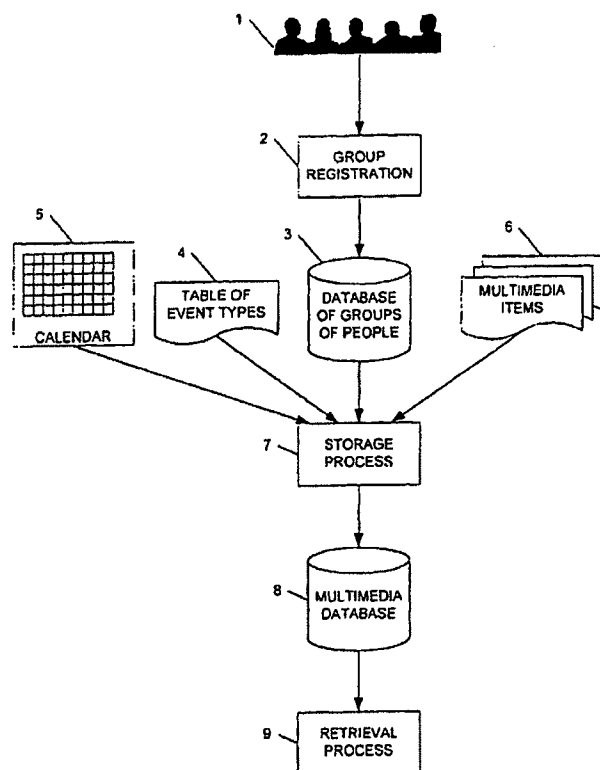 1
2
GROUP
REGISTRATION
5
4
3
6
CALENDAR
TABLE OF
EVENT TYPES
DATABASE
OF GROUPS
OF PEOPLE
MULTIMEDIA
ITEMS
7
STORAGE
PROCESS
8
MULTIMEDIA
DATABASE
9
RETRIEVAL
PROCESS